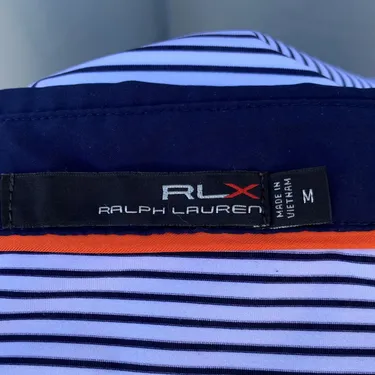 RLX
RALPH LAUREN
MADE IN
VIETNAM
M